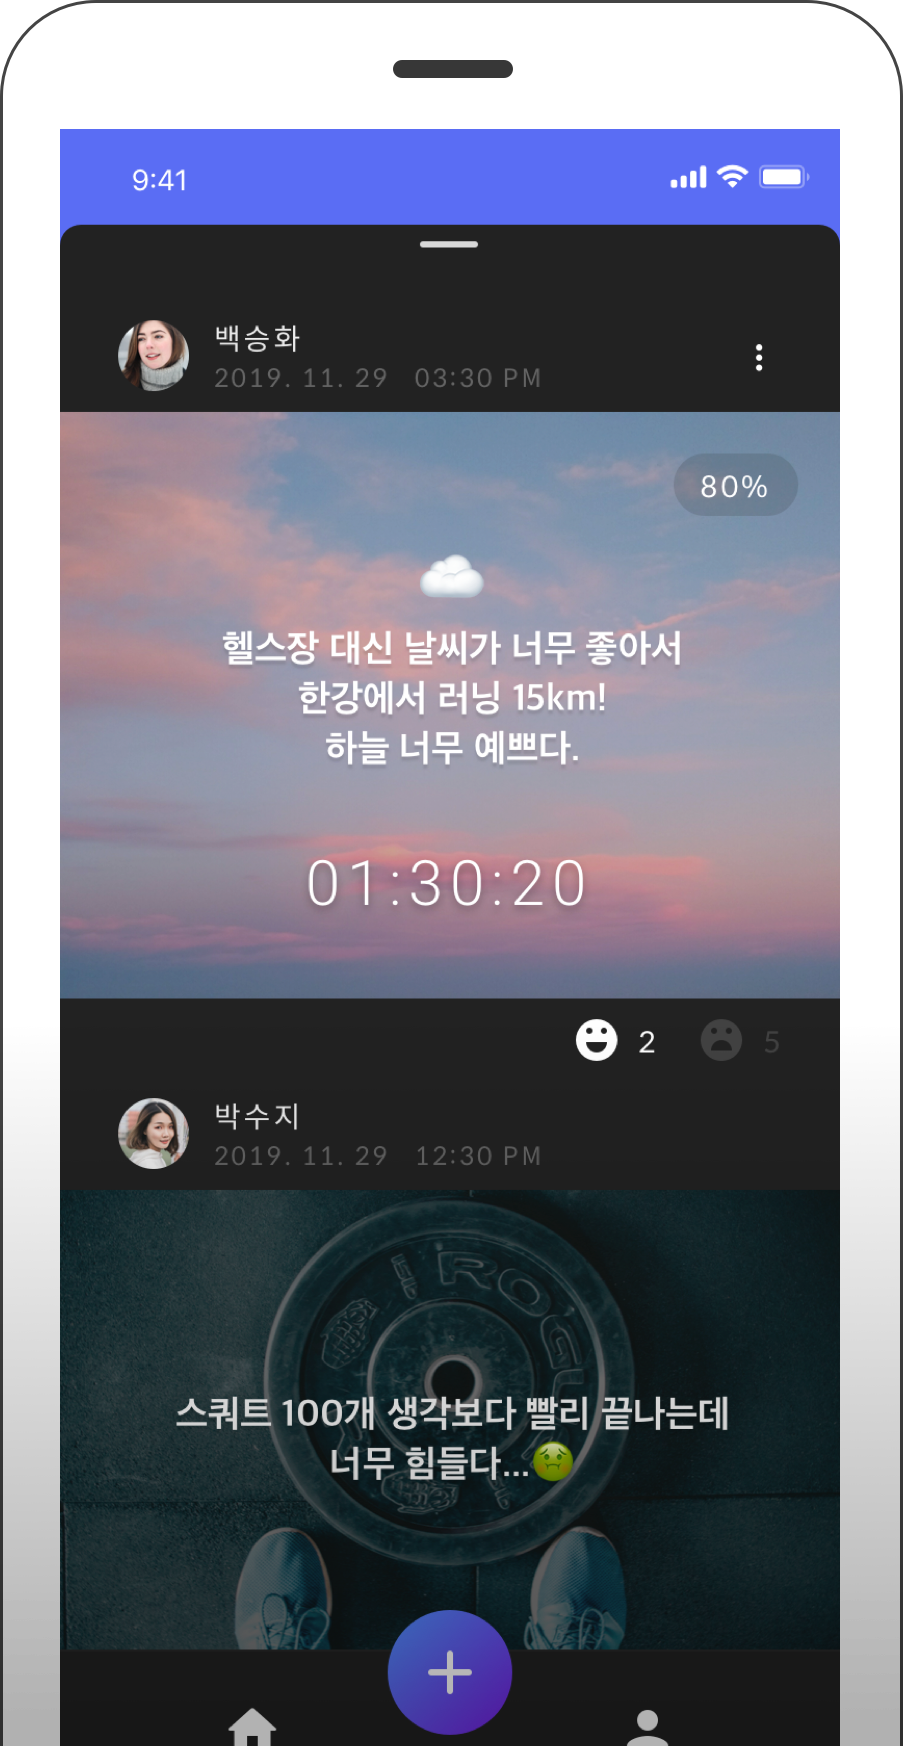 9:41
백승화
2019. 11. 29 03:30 PM
80%
헬스장 대신 날씨가 너무 좋아서
한강에서 러닝 15km!
하늘 너무 예쁘다.
01:30:20
2 5
박수지
2019. 11. 29 12:30 PM
ROGU
스쿼트 100개 생각보다 빨리 끝나는데
너무 힘들다...🤢